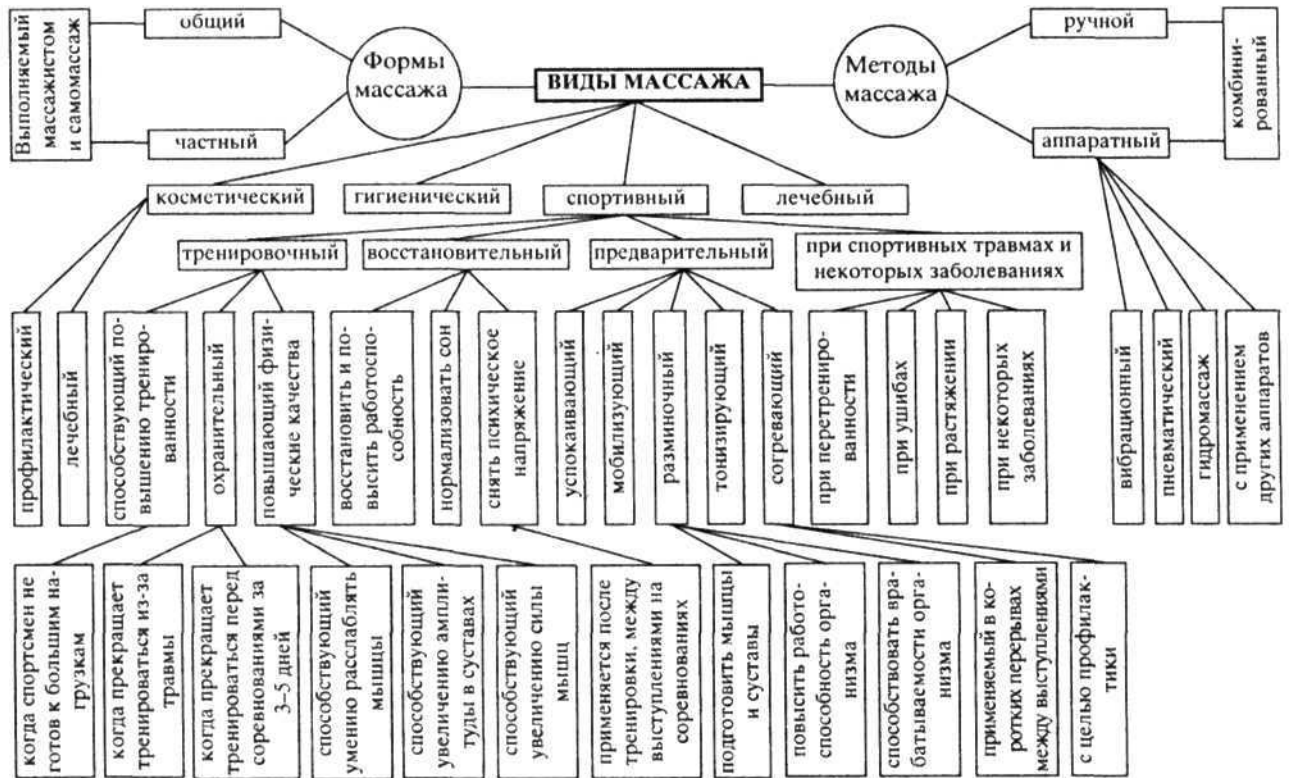 Выполняемый
массажистом
и самомассаж
общий
частный
Формы
массажа
ВИДЫ МАССАЖА
Методы
массажа
ручной
аппаратный
комбини-
рованный
косметический
гигиенический
спортивный
лечебный
тренировочный
восстановительный
предварительный
при спортивных травмах и
некоторых заболеваниях
профилактический
лечебный
способствующий по-
вышению трениро-
ванности
охранительный
повышающий физи-
ческие качества
восстановить и по-
высить работоспо-
собность
нормализовать сон
снять психическое
напряжение
успокаивающий
мобилизующий
разминочный
тонизирующий
согревающий
при перетрениро-
ванности
при ушибах
при растяжении
при некоторых
заболеваниях
вибрационный
пневматический
гидромассаж
с применением
других аппаратов
когда спортсмен не
готов к большим на-
грузкам
когда прекращает
тренироваться из-за
травмы
когда прекращает
тренироваться перед
соревнованиями за
3–5 дней
способствующий
умению расслаблять
мышцы
способствующий
увеличению ампли-
туды в суставах
способствующий
увеличению силы
мышц
применяется после
тренировки, между
выступлениями на
соревнованиях
подготовить мышцы
и суставы
повысить работо-
способность орга-
низма
способствовать вра-
батываемости орга-
низма
применяемый в ко-
ротких перерывах
между выступлениями
с целью профилак-
тики